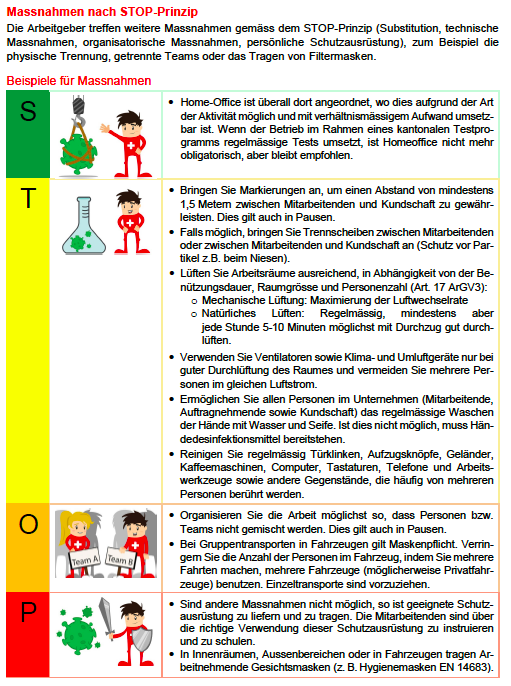 Massnahmen nach STOP-Prinzip
Die Arbeitgeber treffen weitere Massnahmen gemäss dem STOP-Prinzip (Substitution, technische
Massnahmen, organisatorische Massnahmen, persönliche Schutzausrüstung), zum Beispiel die
physische Trennung, getrennte Teams oder das Tragen von Filtermasken.
Beispiele für Massnahmen
S
• Home-Office ist überall dort angeordnet, wo dies aufgrund der Art
der Aktivität möglich und mit verhältnismässigem Aufwand umsetz-
bar ist. Wenn der Betrieb im Rahmen eines kantonalen Testpro-
gramms regelmässige Tests umsetzt, ist Homeoffice nicht mehr
obligatorisch, aber bleibt empfohlen.
T
• Bringen Sie Markierungen an, um einen Abstand von mindestens
1,5 Metern zwischen Mitarbeitenden und Kundschaft zu gewähr-
leisten. Dies gilt auch in Pausen.
• Falls möglich, bringen Sie Trennscheiben zwischen Mitarbeitenden
oder zwischen Mitarbeitenden und Kundschaft an (Schutz vor Par-
tikel z.B. beim Niesen).
• Lüften Sie Arbeitsräume ausreichend, in Abhängigkeit von der Be-
nützungsdauer, Raumgrösse und Personenzahl (Art. 17 ArGV3):
o Mechanische Lüftung: Maximierung der Luftwechselrate
o Natürliches Lüften: Regelmässig, mindestens aber
jede Stunde 5-10 Minuten möglichst mit Durchzug gut durch-
lüften.
• Verwenden Sie Ventilatoren sowie Klima- und Umluftgeräte nur bei
guter Durchlüftung des Raumes und vermeiden Sie mehrere Per-
sonen im gleichen Luftstrom.
• Ermöglichen Sie allen Personen im Unternehmen (Mitarbeitende,
Auftragnehmende sowie Kundschaft) das regelmässige Waschen
der Hände mit Wasser und Seife. Ist dies nicht möglich, muss Hän-
dedesinfektionsmittel bereitstehen.
• Reinigen Sie regelmässig Türklinken, Aufzugsknöpfe, Geländer,
Kaffeemaschinen, Computer, Tastaturen, Telefone und Arbeits-
werkzeuge sowie andere Gegenstände, die häufig von mehreren
Personen berührt werden.
O
Team A
Team B
• Organisieren Sie die Arbeit möglichst so, dass Personen bzw.
Teams nicht gemischt werden. Dies gilt auch in Pausen.
• Bei Gruppentransporten in Fahrzeugen gilt Maskenpflicht. Verrin-
gern Sie die Anzahl der Personen im Fahrzeug, indem Sie mehrere
Fahrten machen, mehrere Fahrzeuge (möglicherweise Privatfahr-
zeuge) benutzen. Einzeltransporte sind vorzuziehen.
P
• Sind andere Massnahmen nicht möglich, so ist geeignete Schutz-
ausrüstung zu liefern und zu tragen. Die Mitarbeitenden sind über
die richtige Verwendung dieser Schutzausrüstung zu instruieren
und zu schulen.
• In Innenräumen, Aussenbereichen oder in Fahrzeugen tragen Ar-
beitnehmende Gesichtsmasken (z. B. Hygienemasken EN 14683).